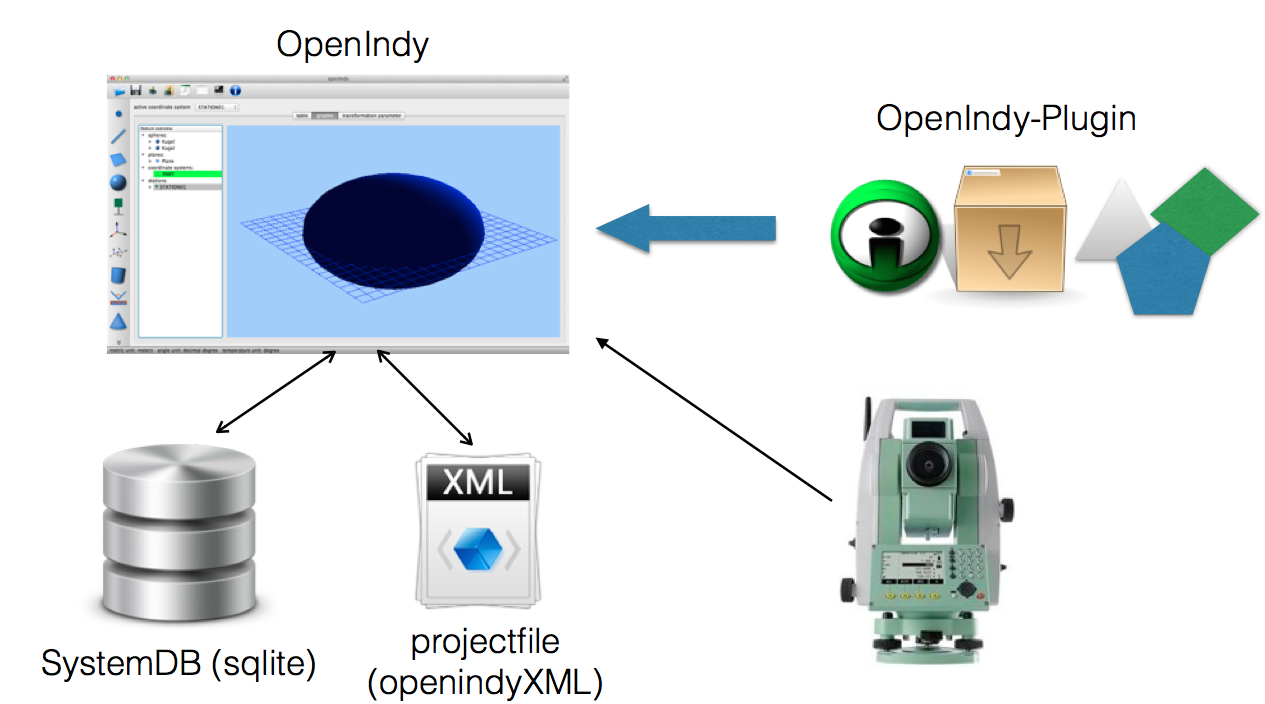 OpenIndy
openIndy
active coordinate system STATION01
table graphic transformation parameter
feature overview
spheres:
Kugel
Kugel
planes:
Plane
coordinate systems:
PART
stations:
STATION01
metric unit: meters angle unit: decimal degree temperature unit: degree
OpenIndy-Plugin
XML
SystemDB (sqlite)
projectfile
(openindyXML)